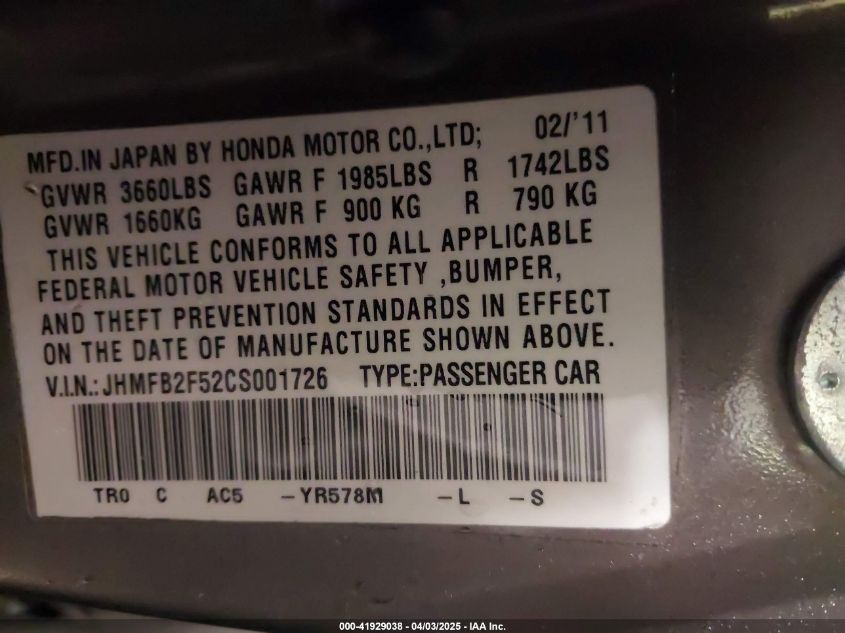 MFD.IN JAPAN BY HONDA MOTOR CO.,LTD; 02/'11
GVWR 3660LBS GAWR F 1985LBS R 1742LBS
GVWR 1660KG GAWR F 900 KG R 790 KG
THIS VEHICLE CONFORMS TO ALL APPLICABLE
FEDERAL MOTOR VEHICLE SAFETY ,BUMPER,
AND THEFT PREVENTION STANDARDS IN EFFECT
ON THE DATE OF MANUFACTURE SHOWN ABOVE.
V.I.N.:JHMFB2F52CS001726 TYPE:PASSENGER CAR
TR0 C AC5 -YR578M -L -S
000-41929038 - 04/03/2025 - IAA Inc.